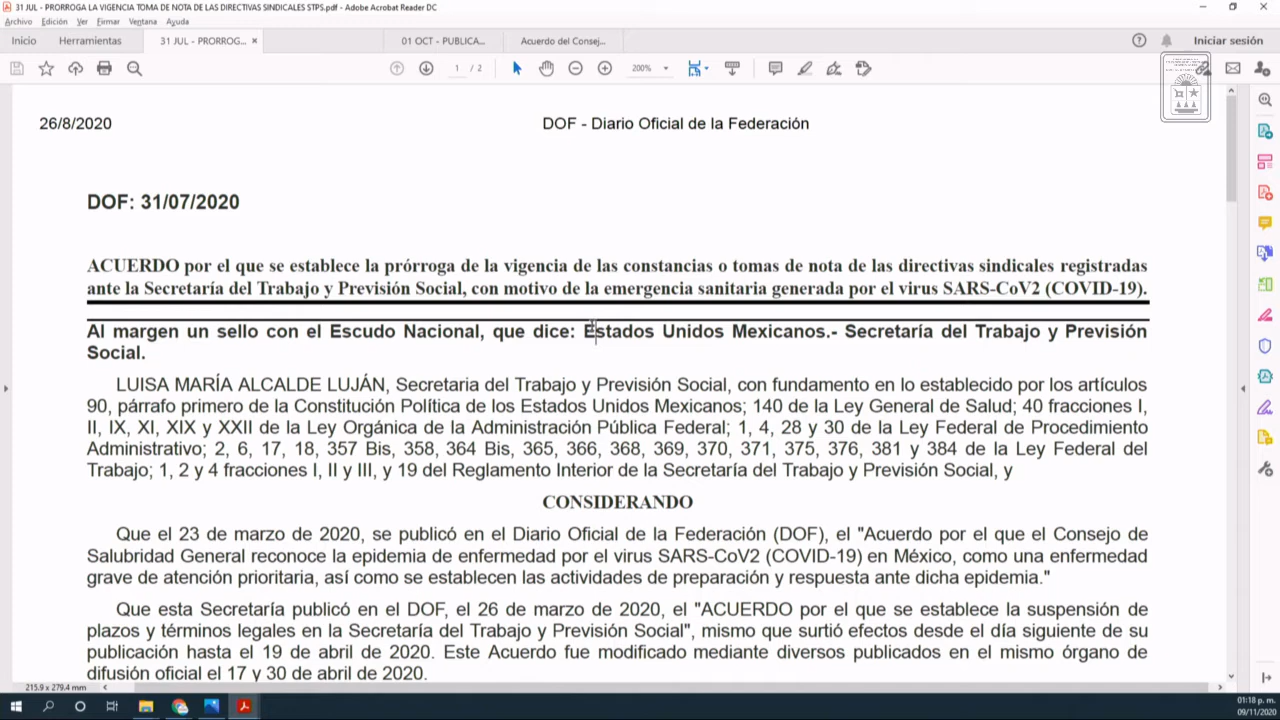 31 JUL - PRORROGA LA VIGENCIA TOMA DE NOTA DE LAS DIRECTIVAS SINDICALES STPS.pdf - Adobe Acrobat Reader DC
Archivo Edición Ver Firmar Ventana Ayuda
Inicio Herramientas 31 JUL - PRORROG... × 01 OCT - PUBLICA... Acuerdo del Consej... Iniciar sesión
1 / 2 200%
26/8/2020 DOF - Diario Oficial de la Federación
DOF: 31/07/2020
ACUERDO por el que se establece la prórroga de la vigencia de las constancias o tomas de nota de las directivas sindicales registradas
ante la Secretaría del Trabajo y Previsión Social, con motivo de la emergencia sanitaria generada por el virus SARS-CoV2 (COVID-19).
Al margen un sello con el Escudo Nacional, que dice: Estados Unidos Mexicanos.- Secretaría del Trabajo y Previsión
Social.
LUISA MARÍA ALCALDE LUJÁN, Secretaria del Trabajo y Previsión Social, con fundamento en lo establecido por los artículos
90, párrafo primero de la Constitución Política de los Estados Unidos Mexicanos; 140 de la Ley General de Salud; 40 fracciones I,
II, IX, XI, XIX y XXII de la Ley Orgánica de la Administración Pública Federal; 1, 4, 28 y 30 de la Ley Federal de Procedimiento
Administrativo; 2, 6, 17, 18, 357 Bis, 358, 364 Bis, 365, 366, 368, 369, 370, 371, 375, 376, 381 y 384 de la Ley Federal del
Trabajo; 1, 2 y 4 fracciones I, II y III, y 19 del Reglamento Interior de la Secretaría del Trabajo y Previsión Social, y
CONSIDERANDO
Que el 23 de marzo de 2020, se publicó en el Diario Oficial de la Federación (DOF), el "Acuerdo por el que el Consejo de
Salubridad General reconoce la epidemia de enfermedad por el virus SARS-CoV2 (COVID-19) en México, como una enfermedad
grave de atención prioritaria, así como se establecen las actividades de preparación y respuesta ante dicha epidemia."
Que esta Secretaría publicó en el DOF, el 26 de marzo de 2020, el "ACUERDO por el que se establece la suspensión de
plazos y términos legales en la Secretaría del Trabajo y Previsión Social", mismo que surtió efectos desde el día siguiente de su
publicación hasta el 19 de abril de 2020. Este Acuerdo fue modificado mediante diversos publicados en el mismo órgano de
difusión oficial el 17 y 30 de abril de 2020.
215.9 x 279.4 mm
01:18 p. m.
09/11/2020